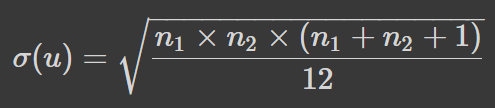 σ(u) = √((n₁ × n₂ × (n₁ + n₂ + 1)) / 12)